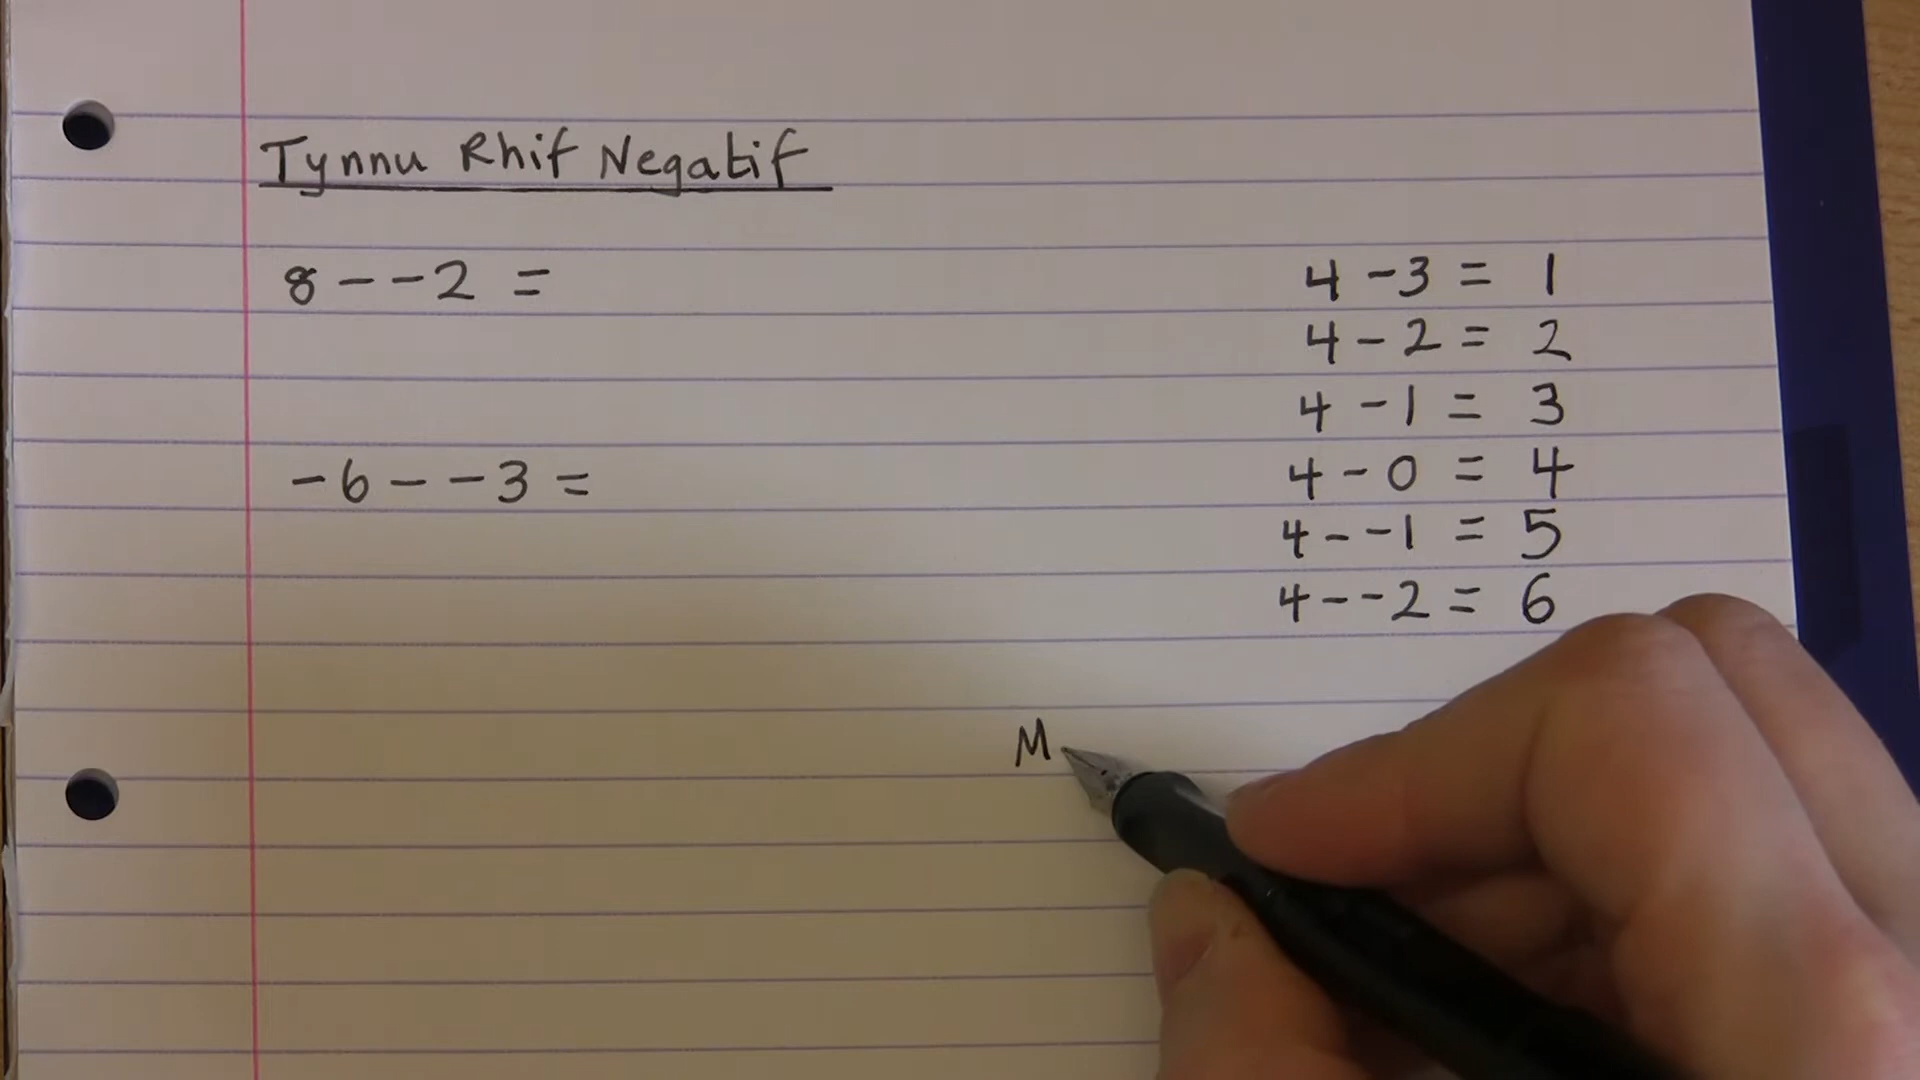 Tynnu Rhif Negatif
8 - -2 =
-6 - -3 =
4 - 3 = 1
4 - 2 = 2
4 - 1 = 3
4 - 0 = 4
4 - -1 = 5
4 - -2 = 6
M